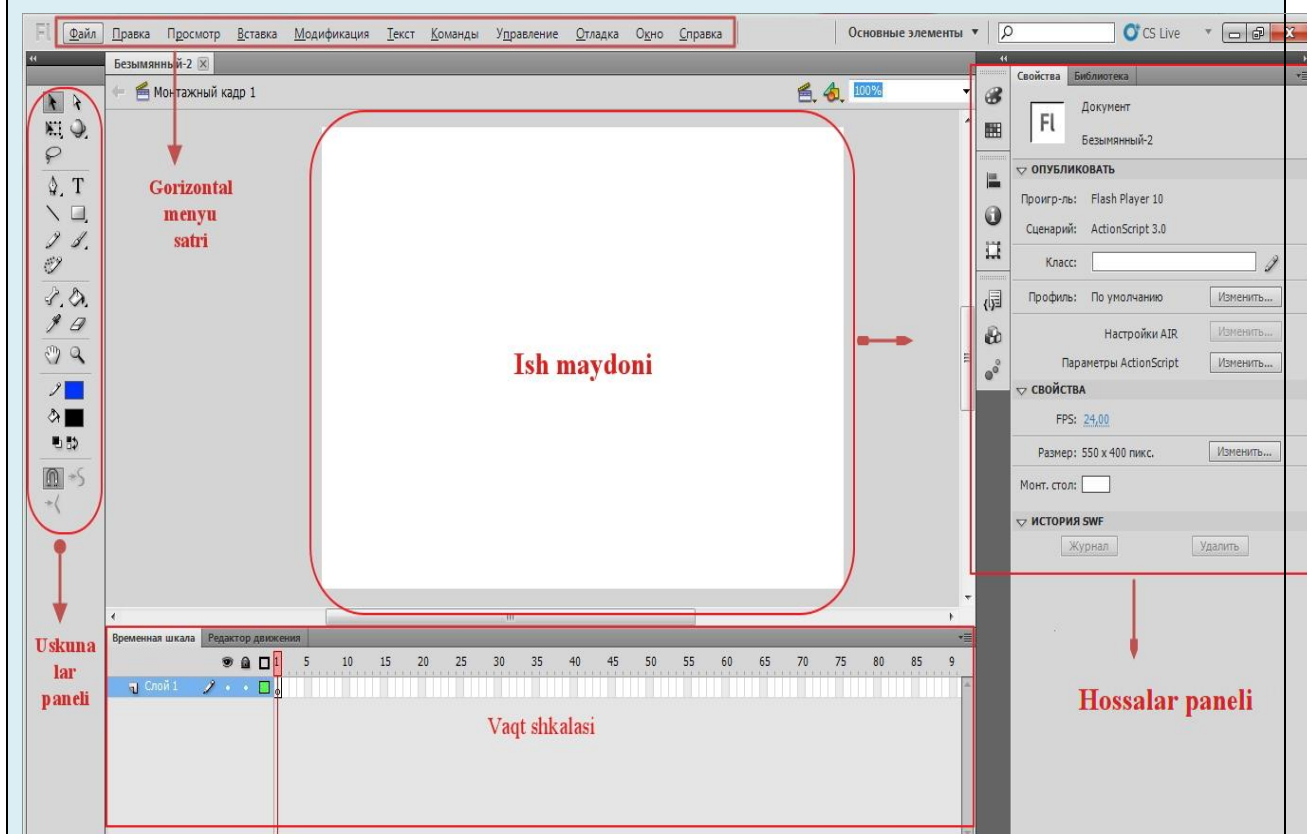 Fl Файл Правка Просмотр Вставка Модификация Текст Команды Управление Отладка Окно Справка Основные элементы CS Live
Безымянный-2
Монтажный кадр 1 100%
Gorizontal
menyu
satri
Ish maydoni
T
Uskuna
lar
paneli
Свойства Библиотека
Fl
Документ
Безымянный-2
ОПУБЛИКОВАТЬ
Проигр-ль: Flash Player 10
Сценарий: ActionScript 3.0
Класс:
Профиль: По умолчанию Изменить...
Настройки AIR Изменить...
Параметры ActionScript Изменить...
СВОЙСТВА
FPS: 24,00
Размер: 550 x 400 пикс. Изменить...
Монт. стол:
ИСТОРИЯ SWF
Журнал Удалить
Hossalar paneli
Временная шкала Редактор движения
1 5 10 15 20 25 30 35 40 45 50 55 60 65 70 75 80 85 9
Слой 1
Vaqt shkalasi